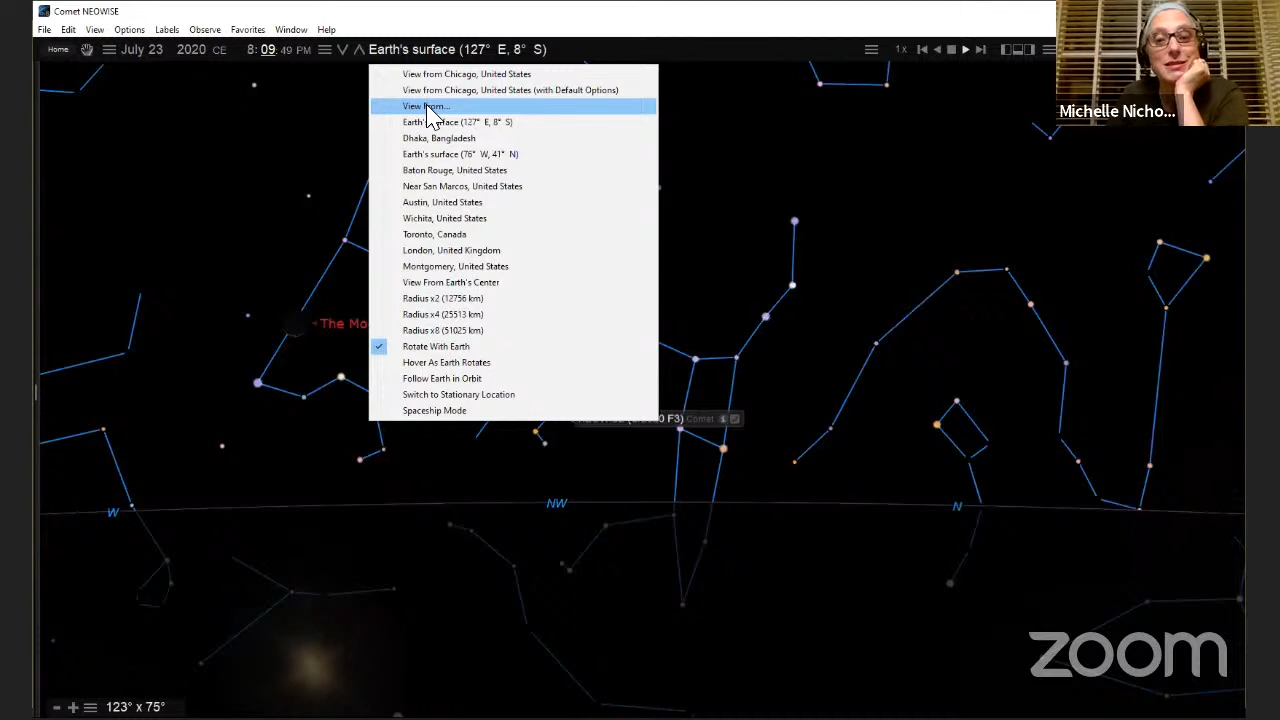 Comet NEOWISE
File Edit View Options Labels Observe Favorites Window Help
Home July 23 2020 CE 8: 09: 49 PM Earth's surface (127° E, 8° S) 1x
View from Chicago, United States
View from Chicago, United States (with Default Options)
View From...
Earth's surface (127° E, 8° S)
Dhaka, Bangladesh
Earth's surface (76° W, 41° N)
Baton Rouge, United States
Near San Marcos, United States
Austin, United States
Wichita, United States
Toronto, Canada
London, United Kingdom
Montgomery, United States
View From Earth's Center
Radius x2 (12756 km)
Radius x4 (25513 km)
Radius x8 (51025 km)
Rotate With Earth
Hover As Earth Rotates
Follow Earth in Orbit
Switch to Stationary Location
Spaceship Mode
Michelle Nicho...
The Mo
F3) Comet
W
NW
N
123° x 75°
zoom